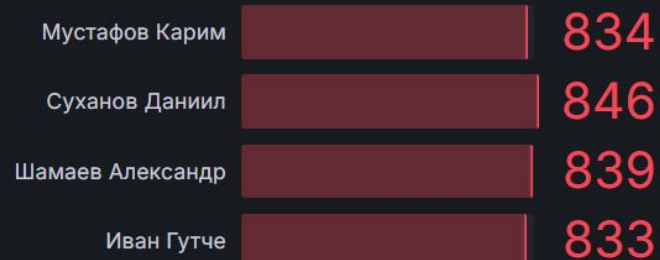 Мустафов Карим 834
Суханов Даниил 846
Шамаев Александр 839
Иван Гутче 833